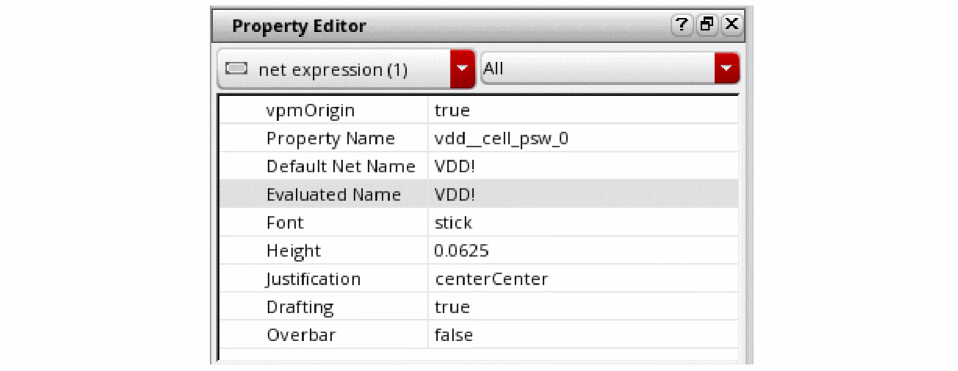 Property Editor
net expression (1) All
vpmOrigin true
Property Name vdd__cell_psw_0
Default Net Name VDD!
Evaluated Name VDD!
Font stick
Height 0.0625
Justification centerCenter
Drafting true
Overbar false